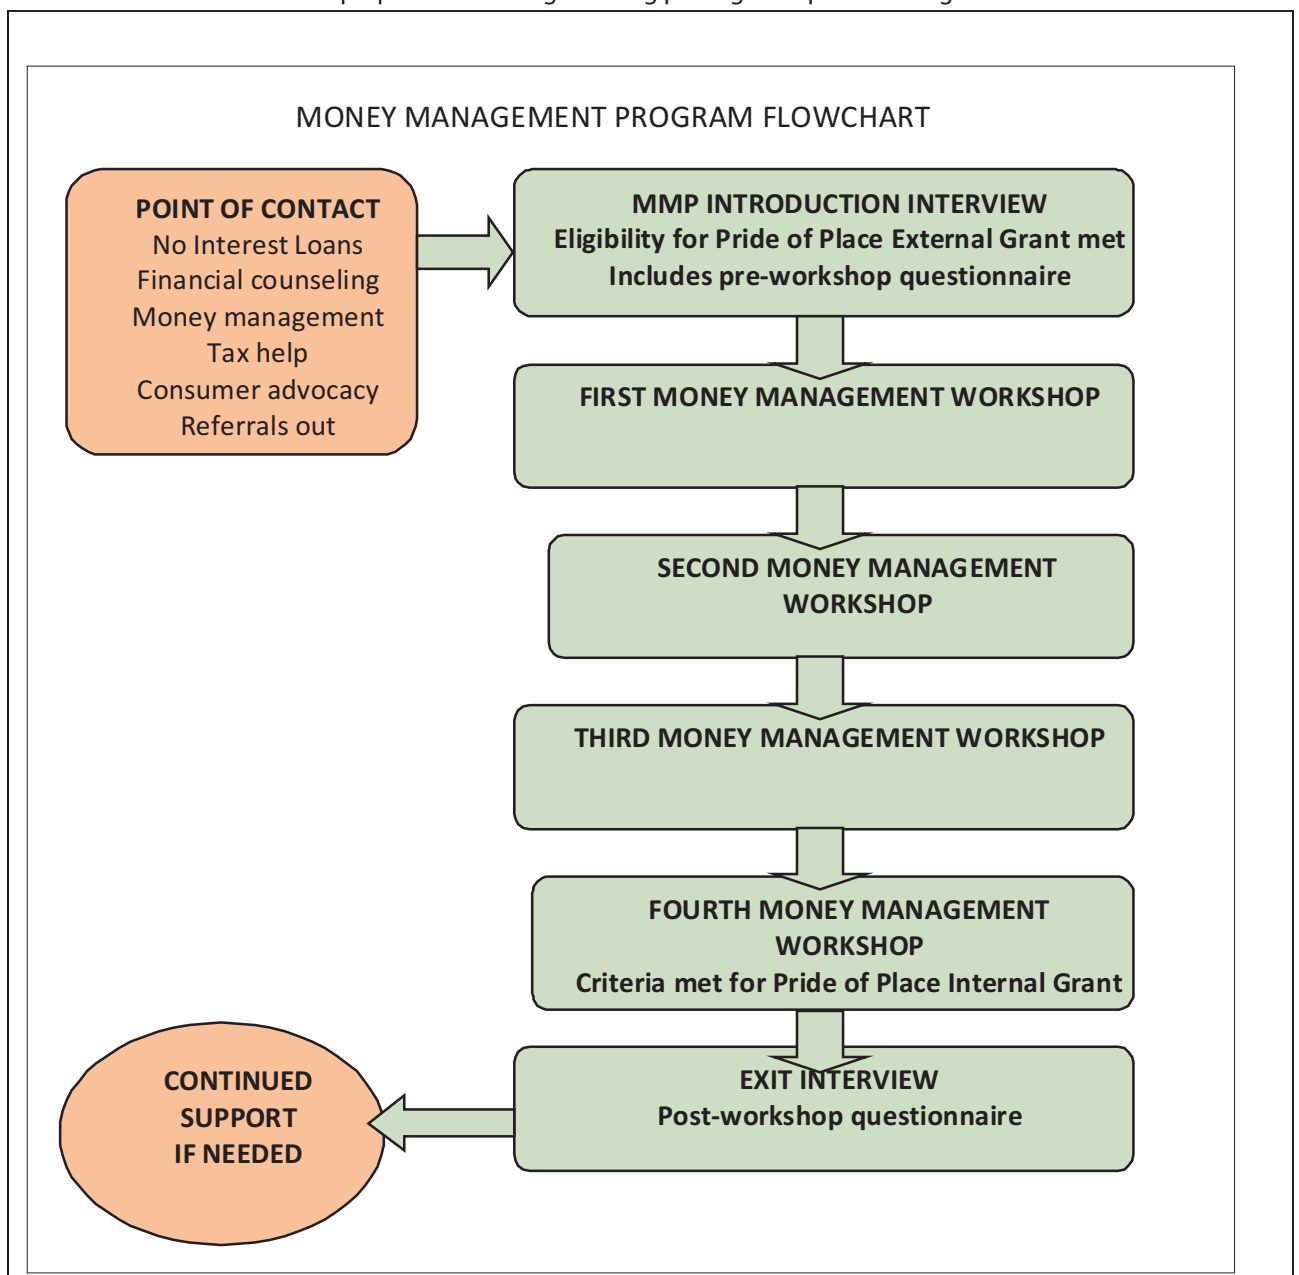 MONEY MANAGEMENT PROGRAM FLOWCHART
POINT OF CONTACT
No Interest Loans
Financial counseling
Money management
Tax help
Consumer advocacy
Referrals out
MMP INTRODUCTION INTERVIEW
Eligibility for Pride of Place External Grant met
Includes pre-workshop questionnaire
FIRST MONEY MANAGEMENT WORKSHOP
SECOND MONEY MANAGEMENT
WORKSHOP
THIRD MONEY MANAGEMENT WORKSHOP
FOURTH MONEY MANAGEMENT
WORKSHOP
Criteria met for Pride of Place Internal Grant
EXIT INTERVIEW
Post-workshop questionnaire
CONTINUED
SUPPORT
IF NEEDED